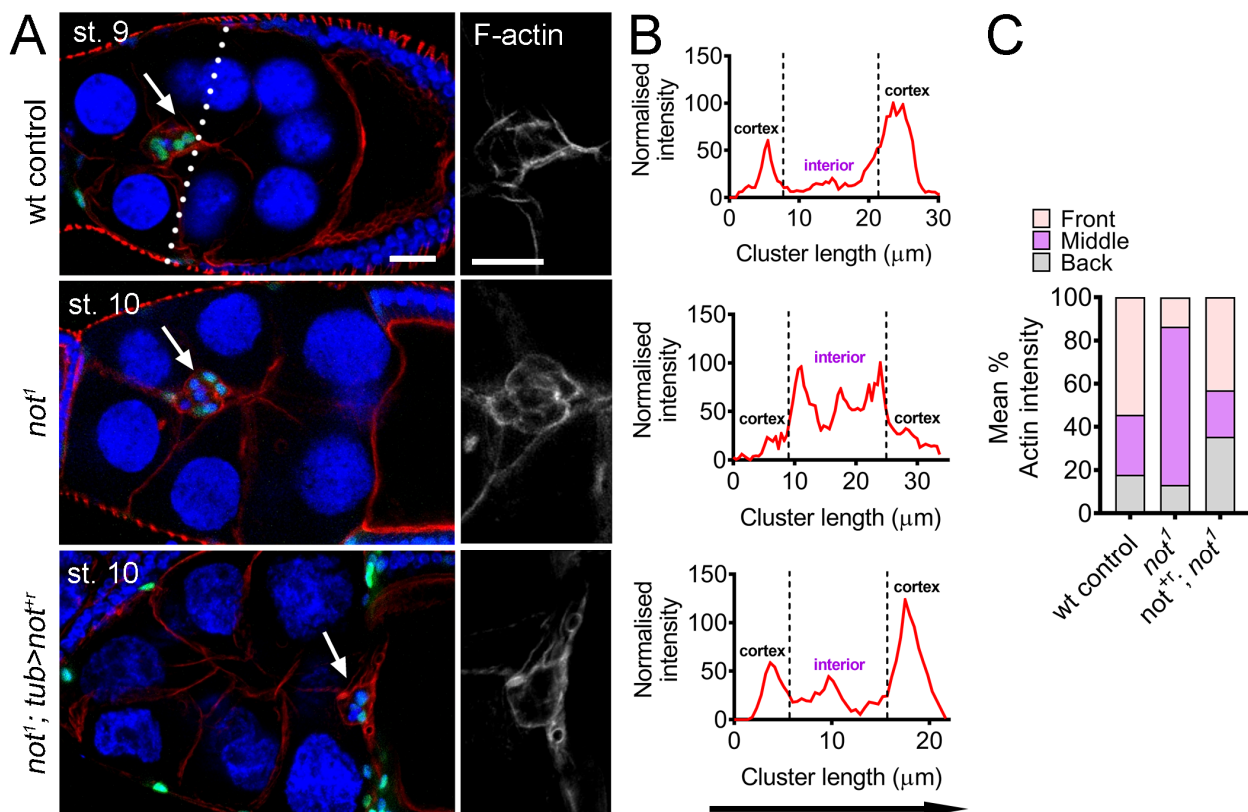 A
B
C
wt control
st. 9
F-actin
not¹
st. 10
not¹; tub>not⁺ʳ
st. 10
Normalised
intensity
150
100
50
0
cortex
interior
cortex
0
10
20
30
Cluster length (μm)
Normalised
intensity
150
100
50
0
cortex
interior
cortex
0
10
20
30
Cluster length (μm)
Normalised
intensity
150
100
50
0
cortex
interior
cortex
0
10
20
Cluster length (μm)
Front
Middle
Back
Mean %
Actin intensity
100
80
60
40
20
0
wt control
not¹
not⁺ʳ; not¹